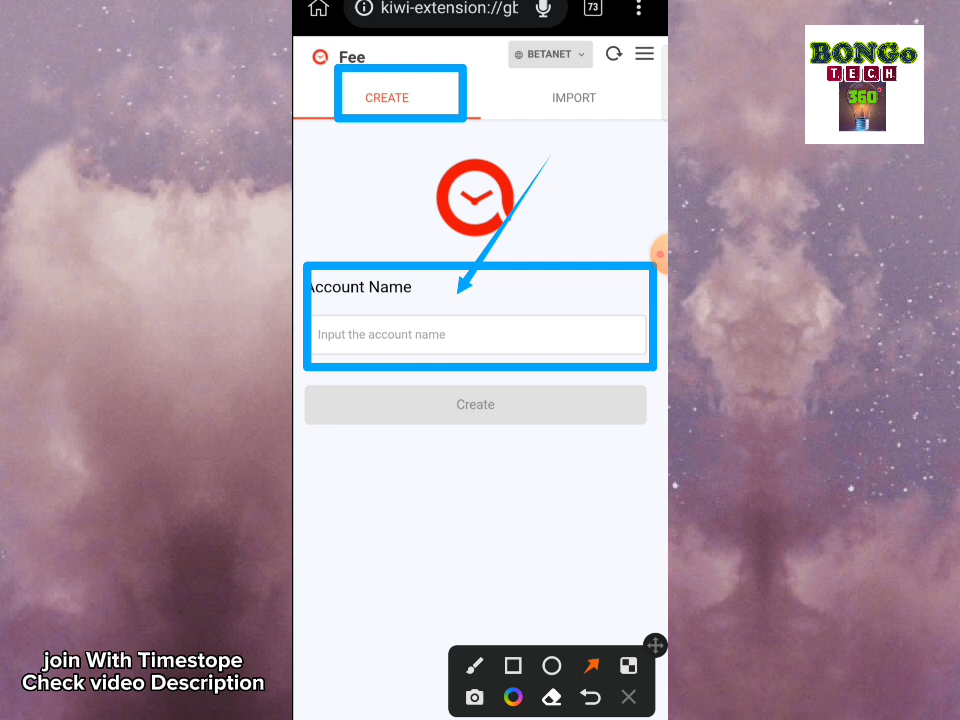 kiwi-extension://gb
73
Fee
BETANET
CREATE
IMPORT
BONGo
TECH
360°
Account Name
Input the account name
Create
join With Timestope
Check video Description